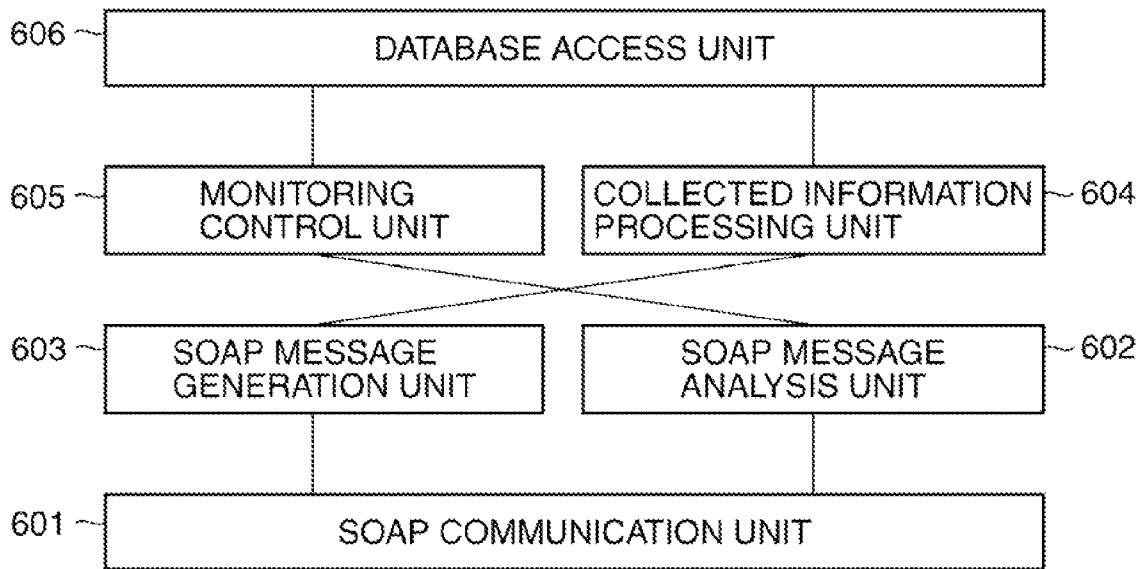 606
DATABASE ACCESS UNIT
605
MONITORING
CONTROL UNIT
COLLECTED INFORMATION
PROCESSING UNIT
604
603
SOAP MESSAGE
GENERATION UNIT
SOAP MESSAGE
ANALYSIS UNIT
602
601
SOAP COMMUNICATION UNIT